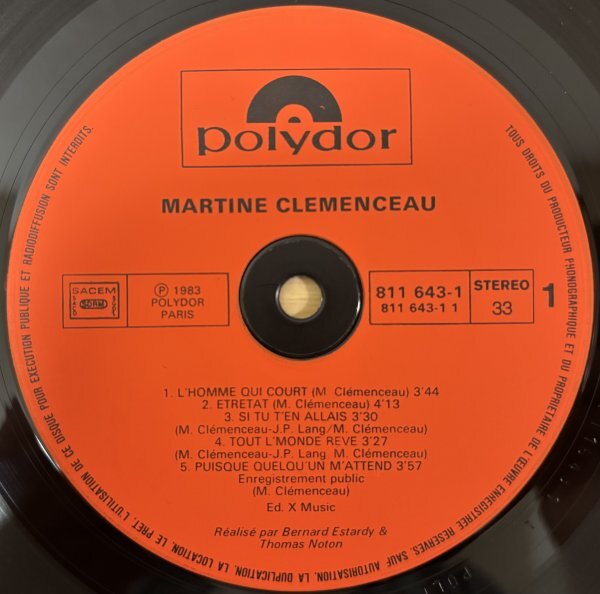 polydor
MARTINE CLEMENCEAU
SACEM
SDRM
℗ 1983
POLYDOR
PARIS
811 643-1
811 643-1 1
STEREO
33
1
1. L'HOMME QUI COURT (M Clémenceau) 3'44
2. ETRETAT (M. Clémenceau) 4'13
3. SI TU T'EN ALLAIS 3'30
(M. Clémenceau-J.P. Lang/M. Clémenceau)
4. TOUT L'MONDE REVE 3'27
(M. Clémenceau-J.P. Lang M. Clémenceau)
5. PUISQUE QUELQU'UN M'ATTEND 3'57
Enregistrement public
(M. Clémenceau)
Ed. X Music
Réalisé par Bernard Estardy &
Thomas Noton
TOUS DROITS DU PRODUCTEUR PHONOGRAPHIQUE ET DU PROPRIETAIRE DE L'ŒUVRE ENREGISTREE RESERVES. SAUF AUTORISATION, LA DUPLICATION, LA LOCATION, LE PRET, L'UTILISATION DE CE DISQUE POUR EXECUTION PUBLIQUE ET RADIODIFFUSION SONT INTERDITS.